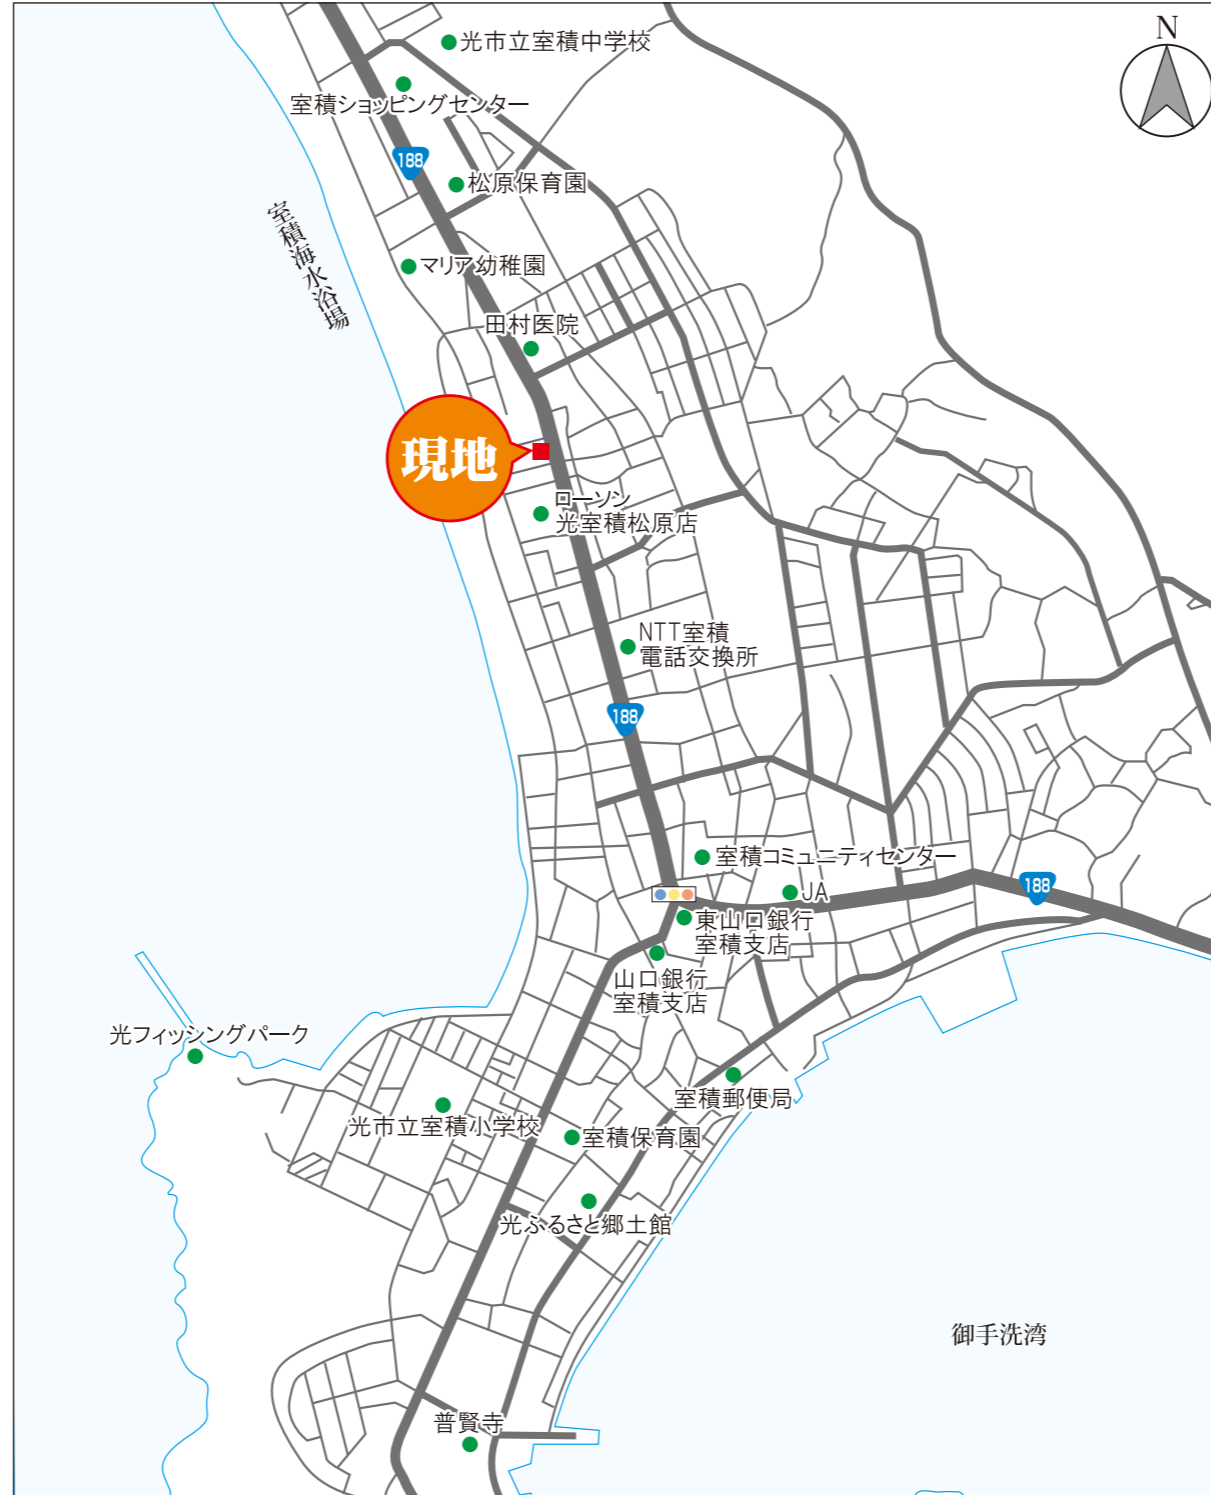 N
光市立室積中学校
室積ショッピングセンター
188
松原保育園
室積海水浴場
マリア幼稚園
田村医院
現地
ローソン
光室積松原店
NTT室積
電話交換所
188
室積コミュニティセンター
JA
188
東山口銀行
室積支店
山口銀行
室積支店
光フィッシングパーク
室積郵便局
光市立室積小学校
室積保育園
光ふるさと郷土館
御手洗湾
普賢寺